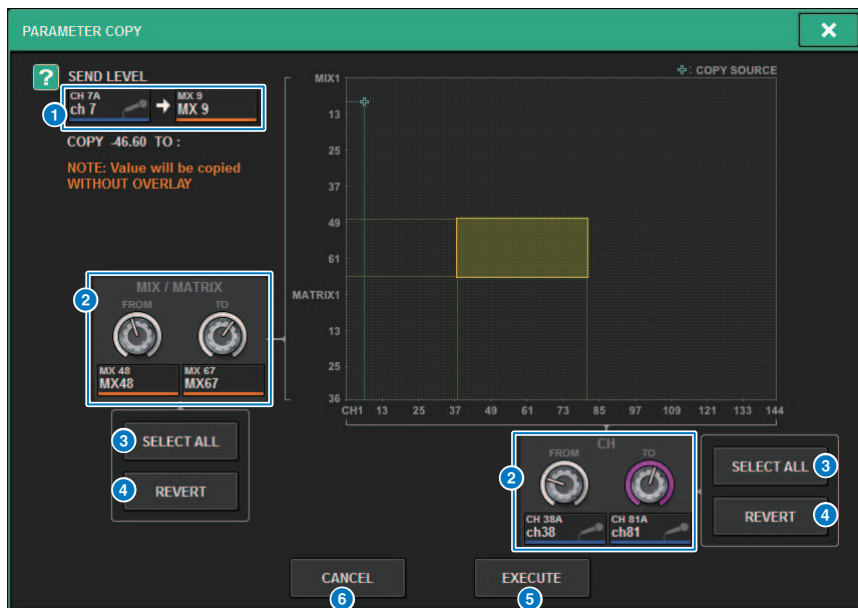 PARAMETER COPY
×
?
SEND LEVEL
CH 7A
ch 7
MX 9
MX 9
1
COPY -46.60 TO :
NOTE: Value will be copied
WITHOUT OVERLAY
✢: COPY SOURCE
MIX1
13
25
37
49
61
MATRIX1
13
25
36
CH1 13 25 37 49 61 73 85 97 109 121 133 144
2
MIX / MATRIX
FROM TO
MX 48
MX48
MX 67
MX67
3
SELECT ALL
4
REVERT
2
CH
FROM TO
CH 38A
ch38
CH 81A
ch81
SELECT ALL
3
REVERT
4
CANCEL
6
EXECUTE
5